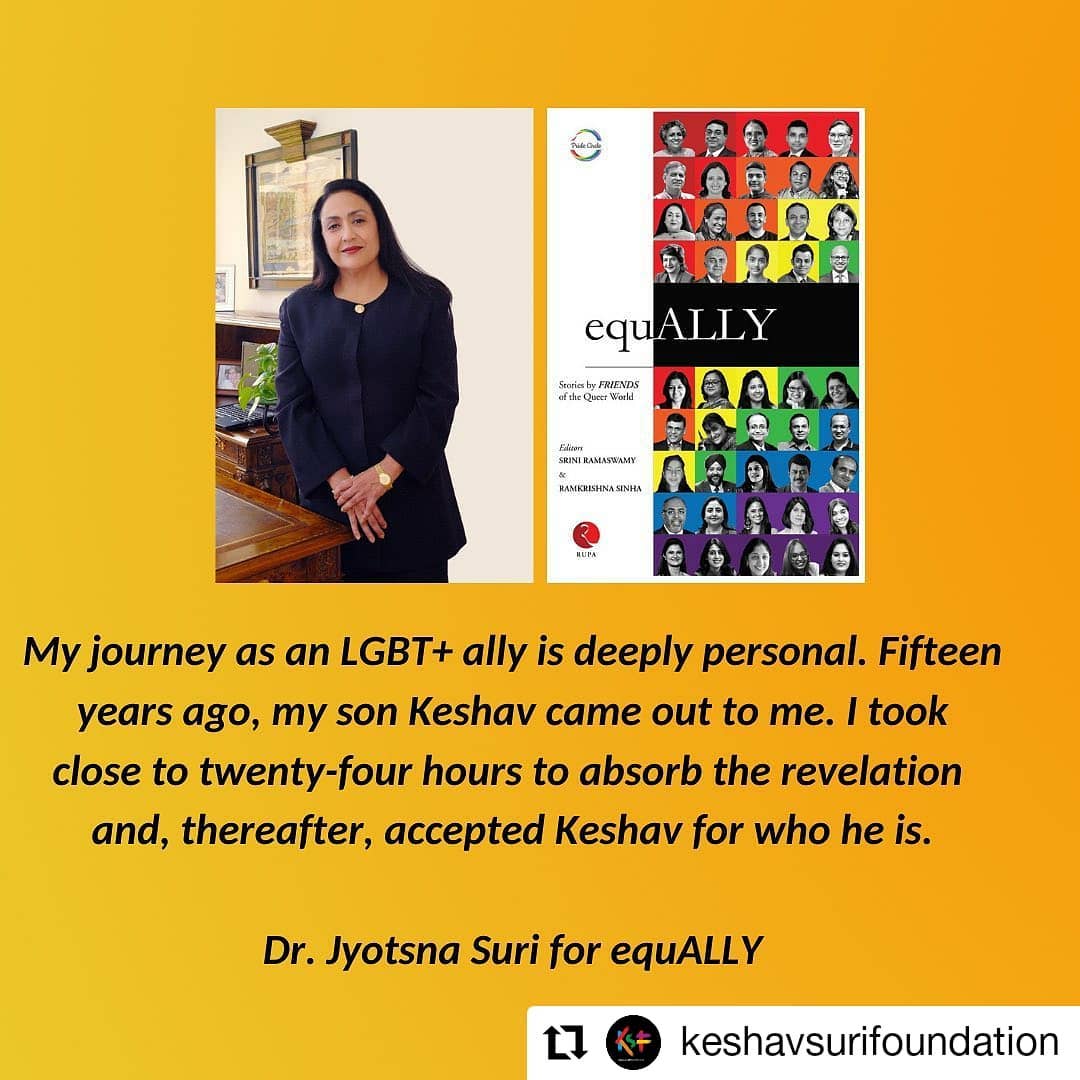 Pride Circle
equALLY
Stories by FRIENDS
of the Queer World
Editors
SRINI RAMASWAMY
&
RAMKRISHNA SINHA
RUPA
My journey as an LGBT+ ally is deeply personal. Fifteen
years ago, my son Keshav came out to me. I took
close to twenty-four hours to absorb the revelation
and, thereafter, accepted Keshav for who he is.
Dr. Jyotsna Suri for equALLY
KSF
keshavsurifoundation